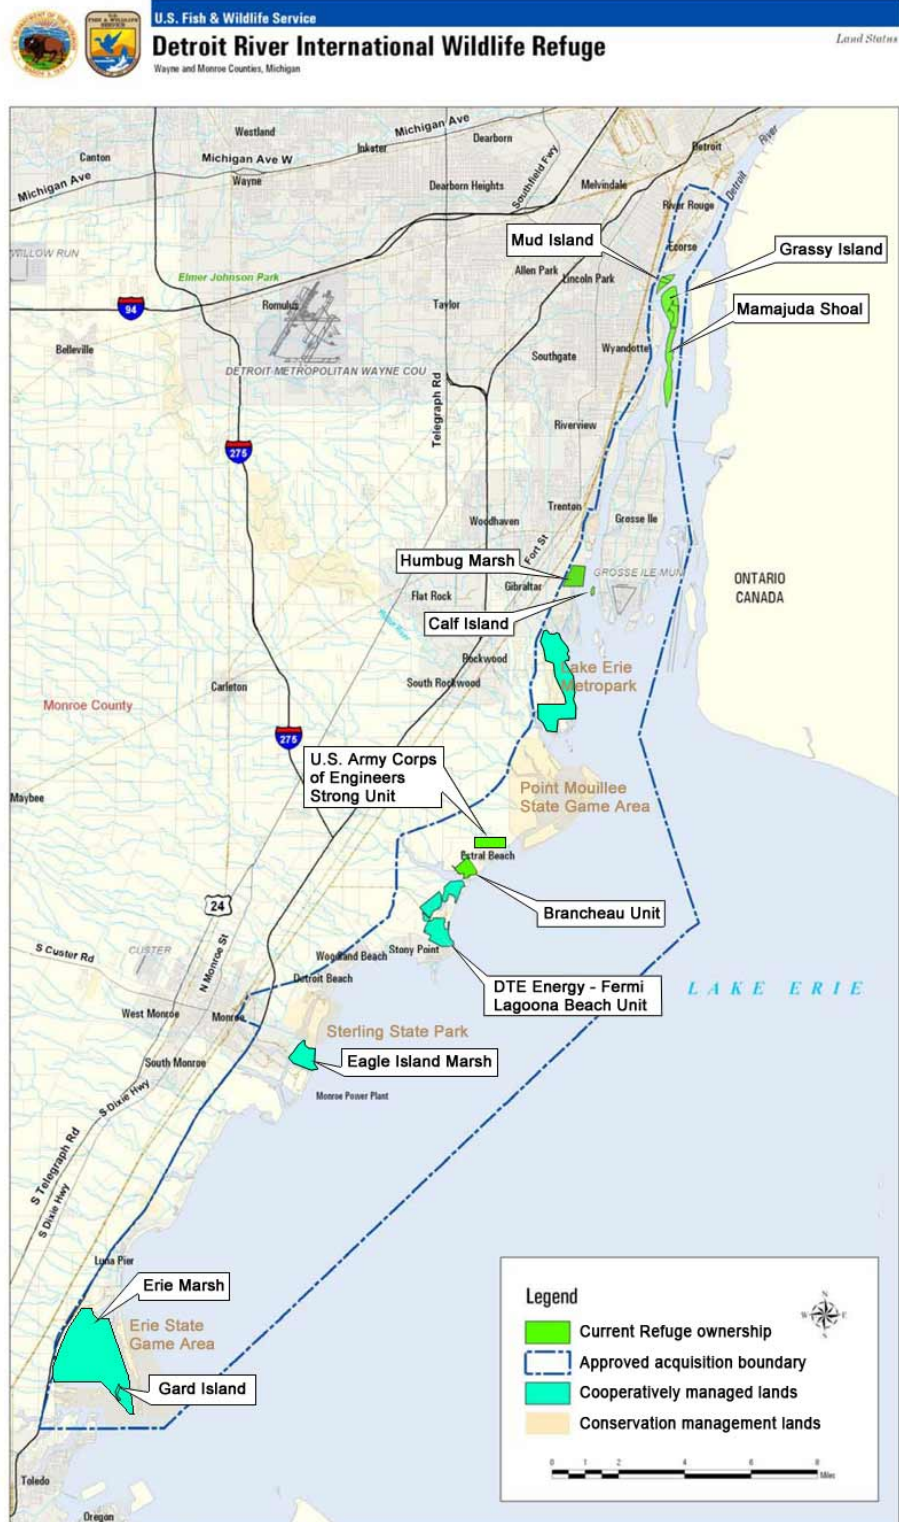 U.S. Fish & Wildlife Service
Detroit River International Wildlife Refuge
Wayne and Monroe Counties, Michigan
Land Status
Westland
Michigan Ave
Dearborn
Detroit
River
Canton
Michigan Ave W
Inkster
Southfield Fwy
Michigan Ave
Wayne
Dearborn Heights
Melvindale
Detroit
River Rouge
Mud Island
Ecorse
Grassy Island
WILLOW RUN
Allen Park
Lincoln Park
Elmer Johnson Park
94
Romulus
Taylor
Mamajuda Shoal
Belleville
Southgate
Wyandotte
DETROIT METROPOLITAN WAYNE COU
Telegraph Rd
Riverview
275
Trenton
Woodhaven
Grosse Ile
Fort St
Humbug Marsh
GROSSE ILE MUN
ONTARIO
CANADA
Gibraltar
Flat Rock
Calf Island
Rockwood
Lake Erie
Metropark
South Rockwood
Carleton
Monroe County
275
U.S. Army Corps
of Engineers
Strong Unit
Point Mouillee
State Game Area
Maybee
Estral Beach
24
Brancheau Unit
S Custer Rd
CUSTER
N Monroe St
Woodland Beach
Stony Point
Detroit Beach
DTE Energy - Fermi
Lagoona Beach Unit
LAKE ERIE
West Monroe
Monroe
Sterling State Park
South Monroe
Eagle Island Marsh
S Dixie Hwy
Monroe Power Plant
S Telegraph Rd
S Dixie Hwy
Luna Pier
Erie Marsh
Erie State
Game Area
Gard Island
Toledo
Oregon
Legend
N
W E
S
Current Refuge ownership
Approved acquisition boundary
Cooperatively managed lands
Conservation management lands
0 1 2 4 6 8
Miles